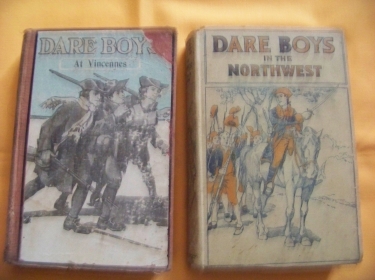 DARE BOYS
At Vincennes
DARE BOYS
IN THE
NORTHWEST